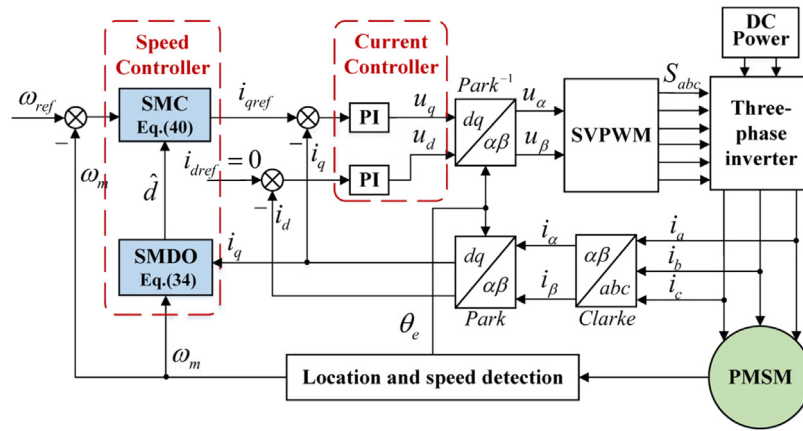 DC
Power
Speed
Controller
Current
Controller
ω_ref
−
ω_m
SMC
Eq.(40)
i_qref
−
i_q
PI
u_q
Park⁻¹
dq
αβ
u_α
u_β
SVPWM
S_abc
Three-
phase
inverter
d̂
i_dref = 0
−
i_d
PI
u_d
SMDO
Eq.(34)
i_q
dq
αβ
Park
i_α
i_β
αβ
abc
Clarke
i_a
i_b
i_c
θ_e
ω_m
Location and speed detection
PMSM